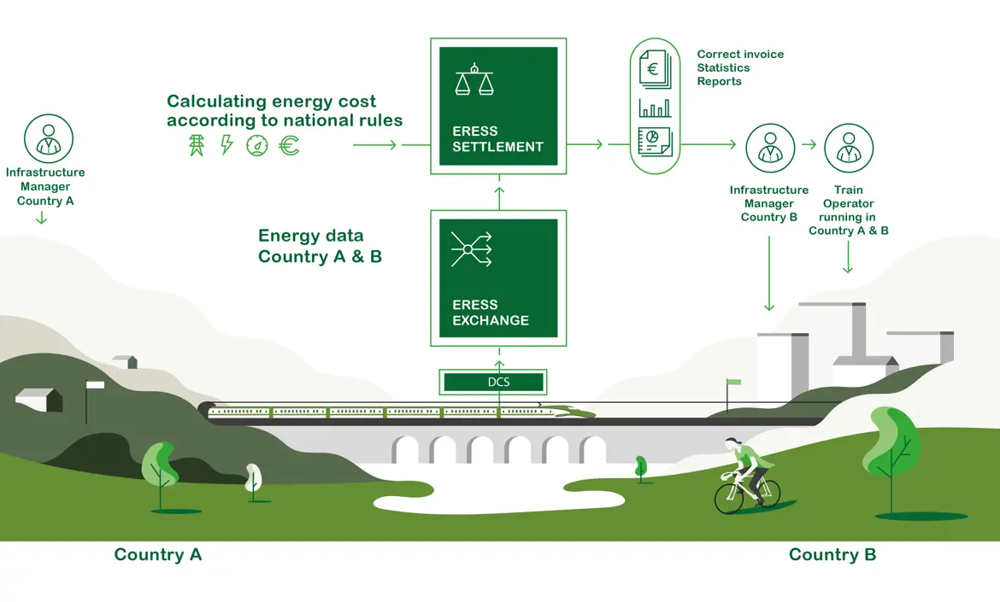 Calculating energy cost
according to national rules
Infrastructure
Manager
Country A
ERESS
SETTLEMENT
Correct invoice
Statistics
Reports
Infrastructure
Manager
Country B
Train
Operator
running in
Country A & B
Energy data
Country A & B
ERESS
EXCHANGE
DCS
Country A
Country B